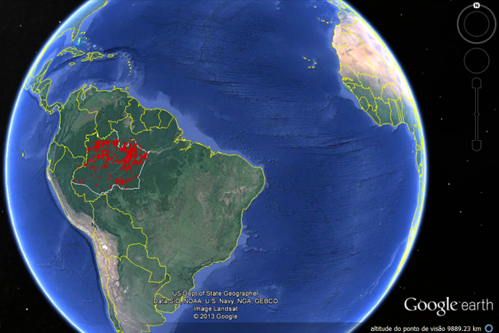 N
US Dept of State Geographer
Data SIO, NOAA, U.S. Navy, NGA, GEBCO
Image Landsat
© 2013 Google
Google earth
altitude do ponto de visão 9889.23 km